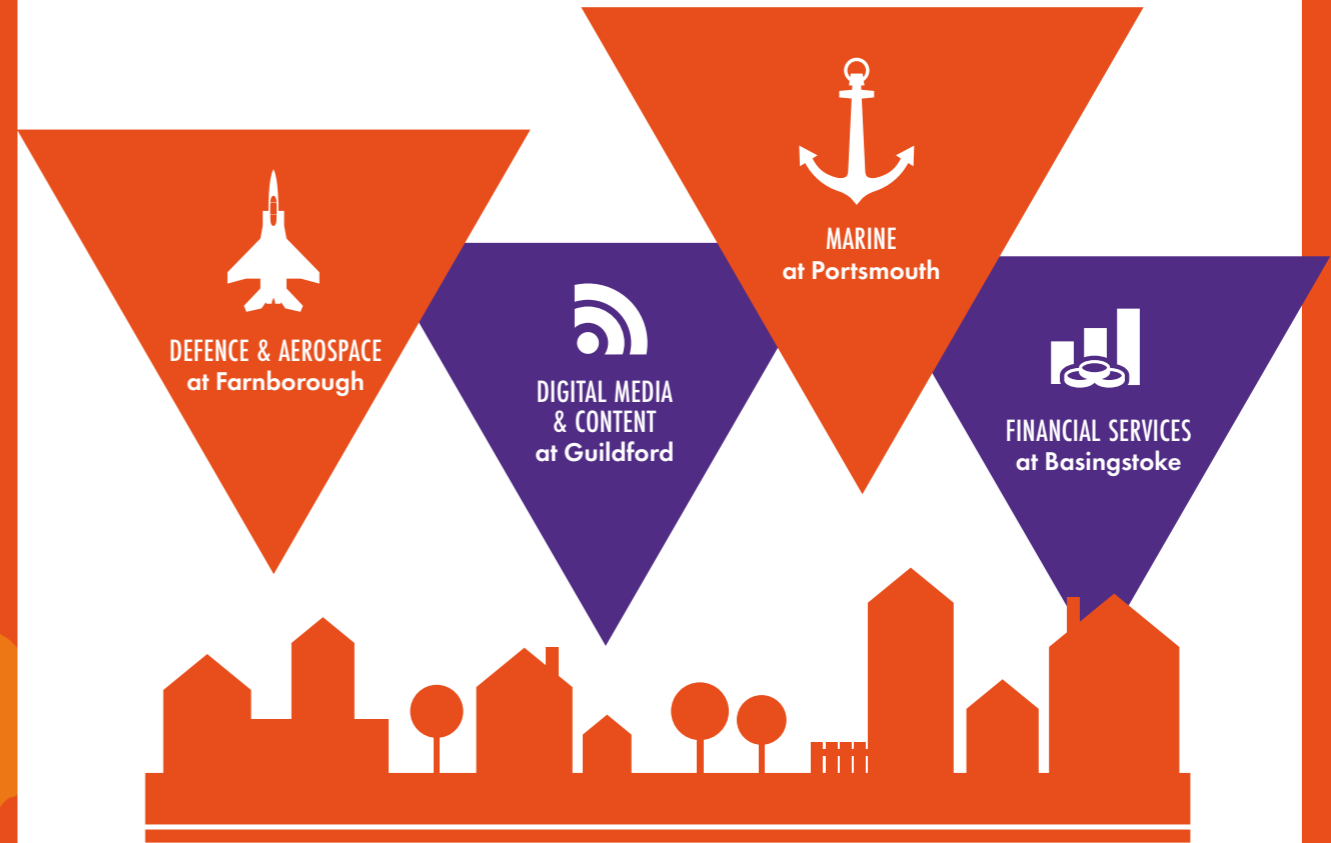 DEFENCE & AEROSPACE
at Farnborough
DIGITAL MEDIA
& CONTENT
at Guildford
MARINE
at Portsmouth
FINANCIAL SERVICES
at Basingstoke